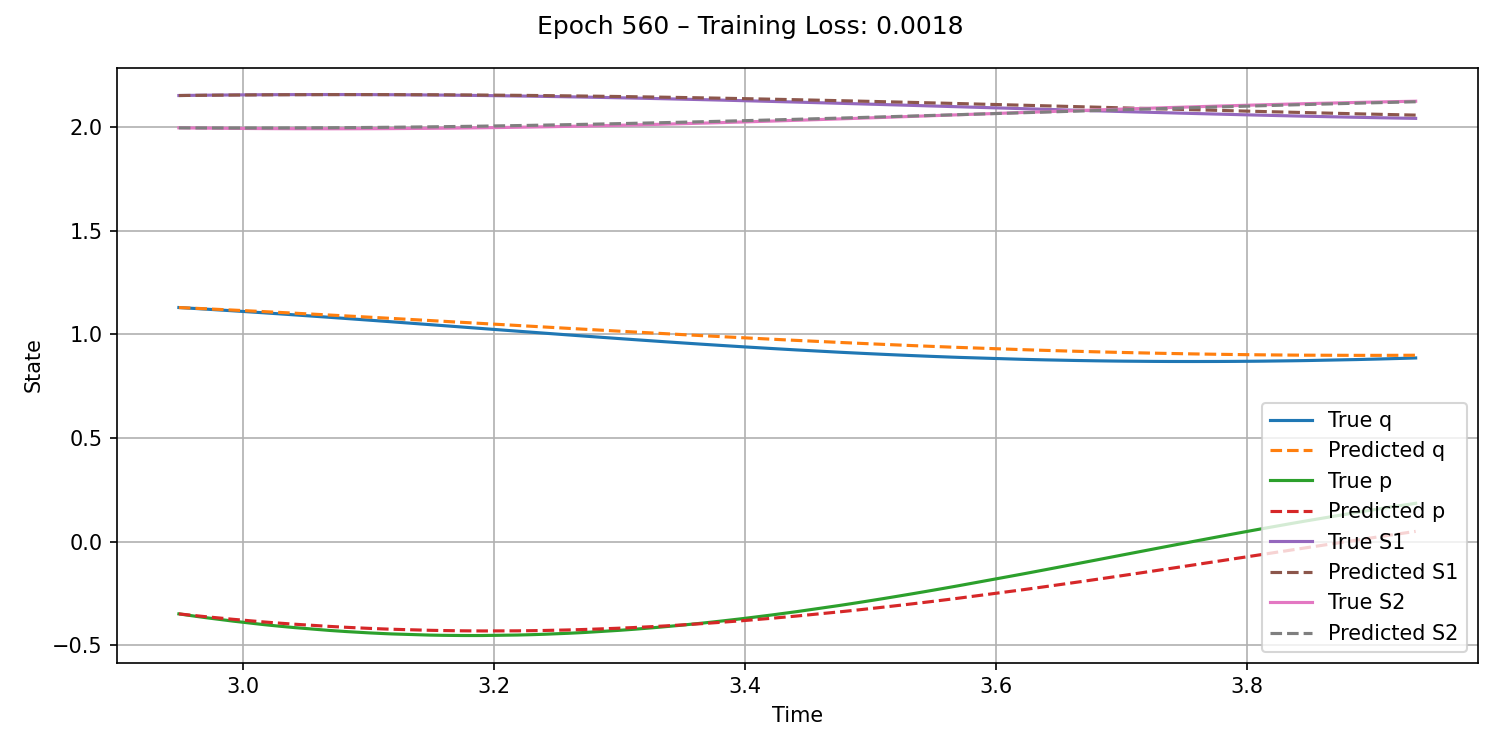 Epoch 560 – Training Loss: 0.0018
2.0
1.5
1.0
0.5
0.0
−0.5
State
3.0 3.2 3.4 3.6 3.8
Time
True q
Predicted q
True p
Predicted p
True S1
Predicted S1
True S2
Predicted S2